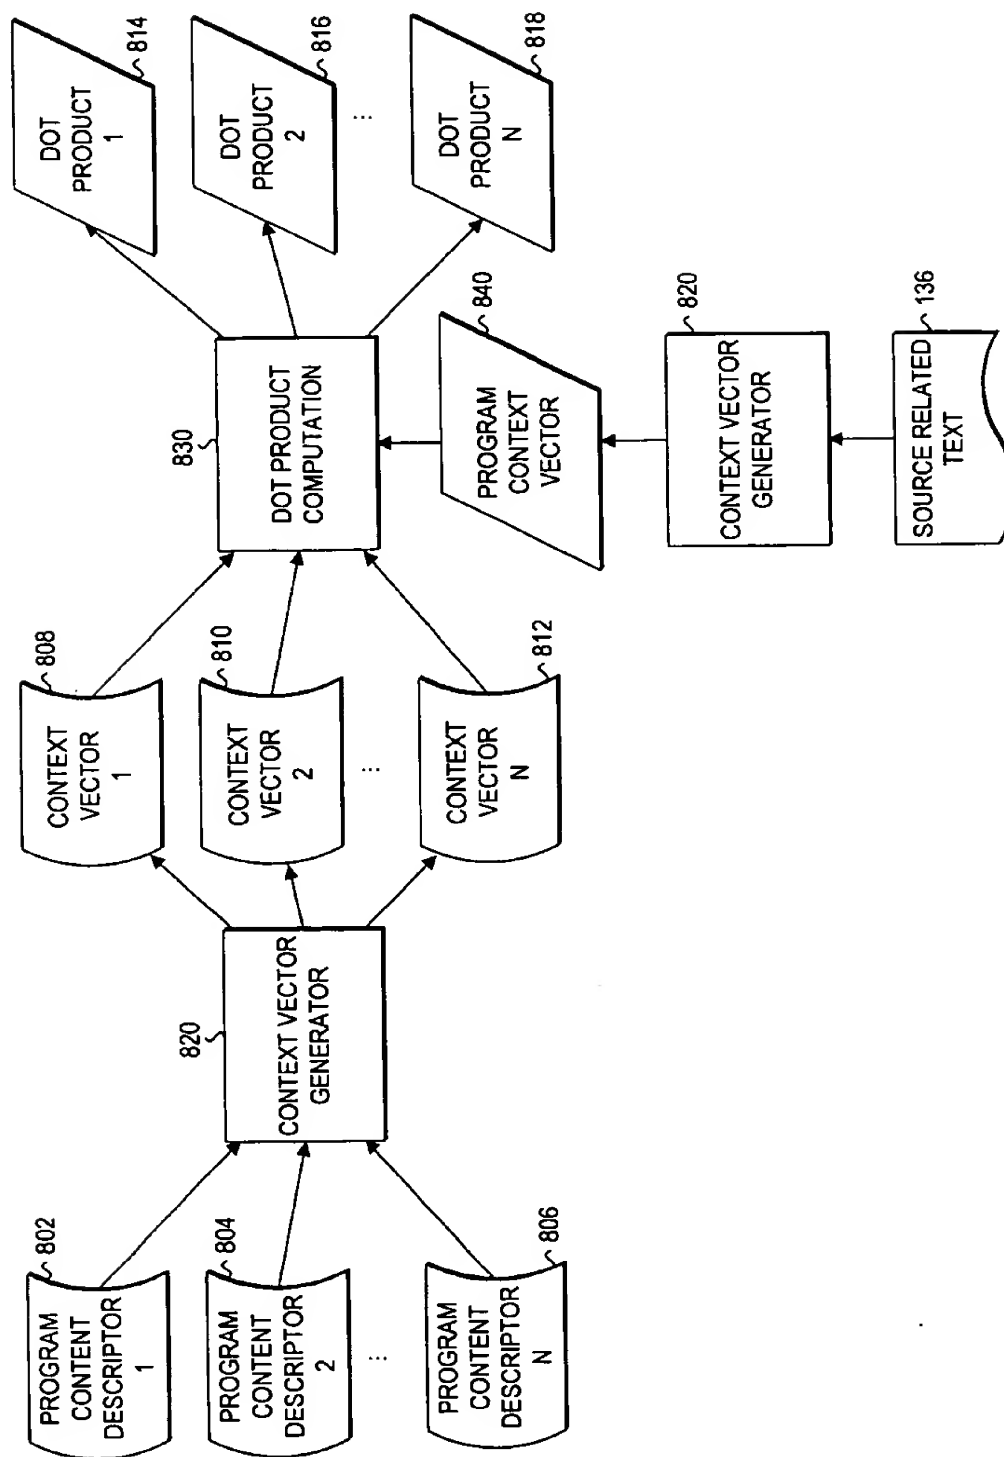 PROGRAM
CONTENT
DESCRIPTOR
1
802
PROGRAM
CONTENT
DESCRIPTOR
2
804
...
PROGRAM
CONTENT
DESCRIPTOR
N
806
820
CONTEXT VECTOR
GENERATOR
CONTEXT
VECTOR
1
808
CONTEXT
VECTOR
2
810
...
CONTEXT
VECTOR
N
812
830
DOT PRODUCT
COMPUTATION
DOT
PRODUCT
1
814
DOT
PRODUCT
2
816
...
DOT
PRODUCT
N
818
PROGRAM
CONTEXT
VECTOR
840
CONTEXT VECTOR
GENERATOR
820
SOURCE RELATED
TEXT
136